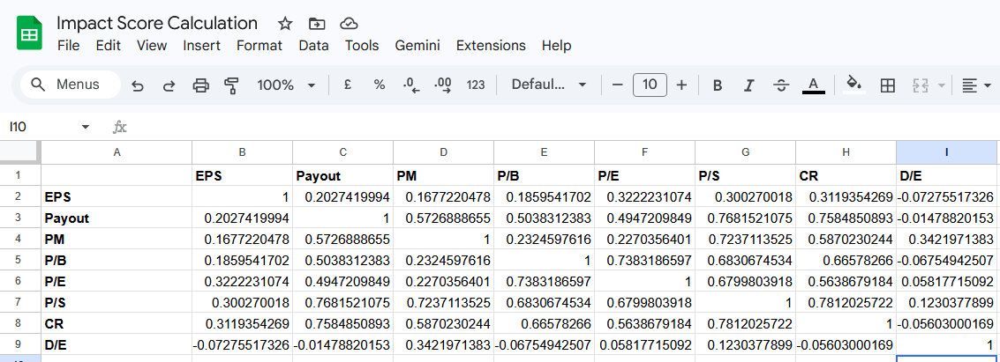 Impact Score Calculation
File Edit View Insert Format Data Tools Gemini Extensions Help
Menus 100% £ % .0 .00 123 Defaul... 10 B I A
I10 fx
A B C D E F G H I
1 EPS Payout PM P/B P/E P/S CR D/E
2 EPS 1 0.2027419994 0.1677220478 0.1859541702 0.3222231074 0.300270018 0.3119354269 -0.07275517326
3 Payout 0.2027419994 1 0.5726888655 0.5038312383 0.4947209849 0.7681521075 0.7584850893 -0.01478820153
4 PM 0.1677220478 0.5726888655 1 0.2324597616 0.2270356401 0.7237113525 0.5870230244 0.3421971383
5 P/B 0.1859541702 0.5038312383 0.2324597616 1 0.7383186597 0.6830674534 0.66578266 -0.06754942507
6 P/E 0.3222231074 0.4947209849 0.2270356401 0.7383186597 1 0.6799803918 0.5638679184 0.05817715092
7 P/S 0.300270018 0.7681521075 0.7237113525 0.6830674534 0.6799803918 1 0.7812025722 0.1230377899
8 CR 0.3119354269 0.7584850893 0.5870230244 0.66578266 0.5638679184 0.7812025722 1 -0.05603000169
9 D/E -0.07275517326 -0.01478820153 0.3421971383 -0.06754942507 0.05817715092 0.1230377899 -0.05603000169 1